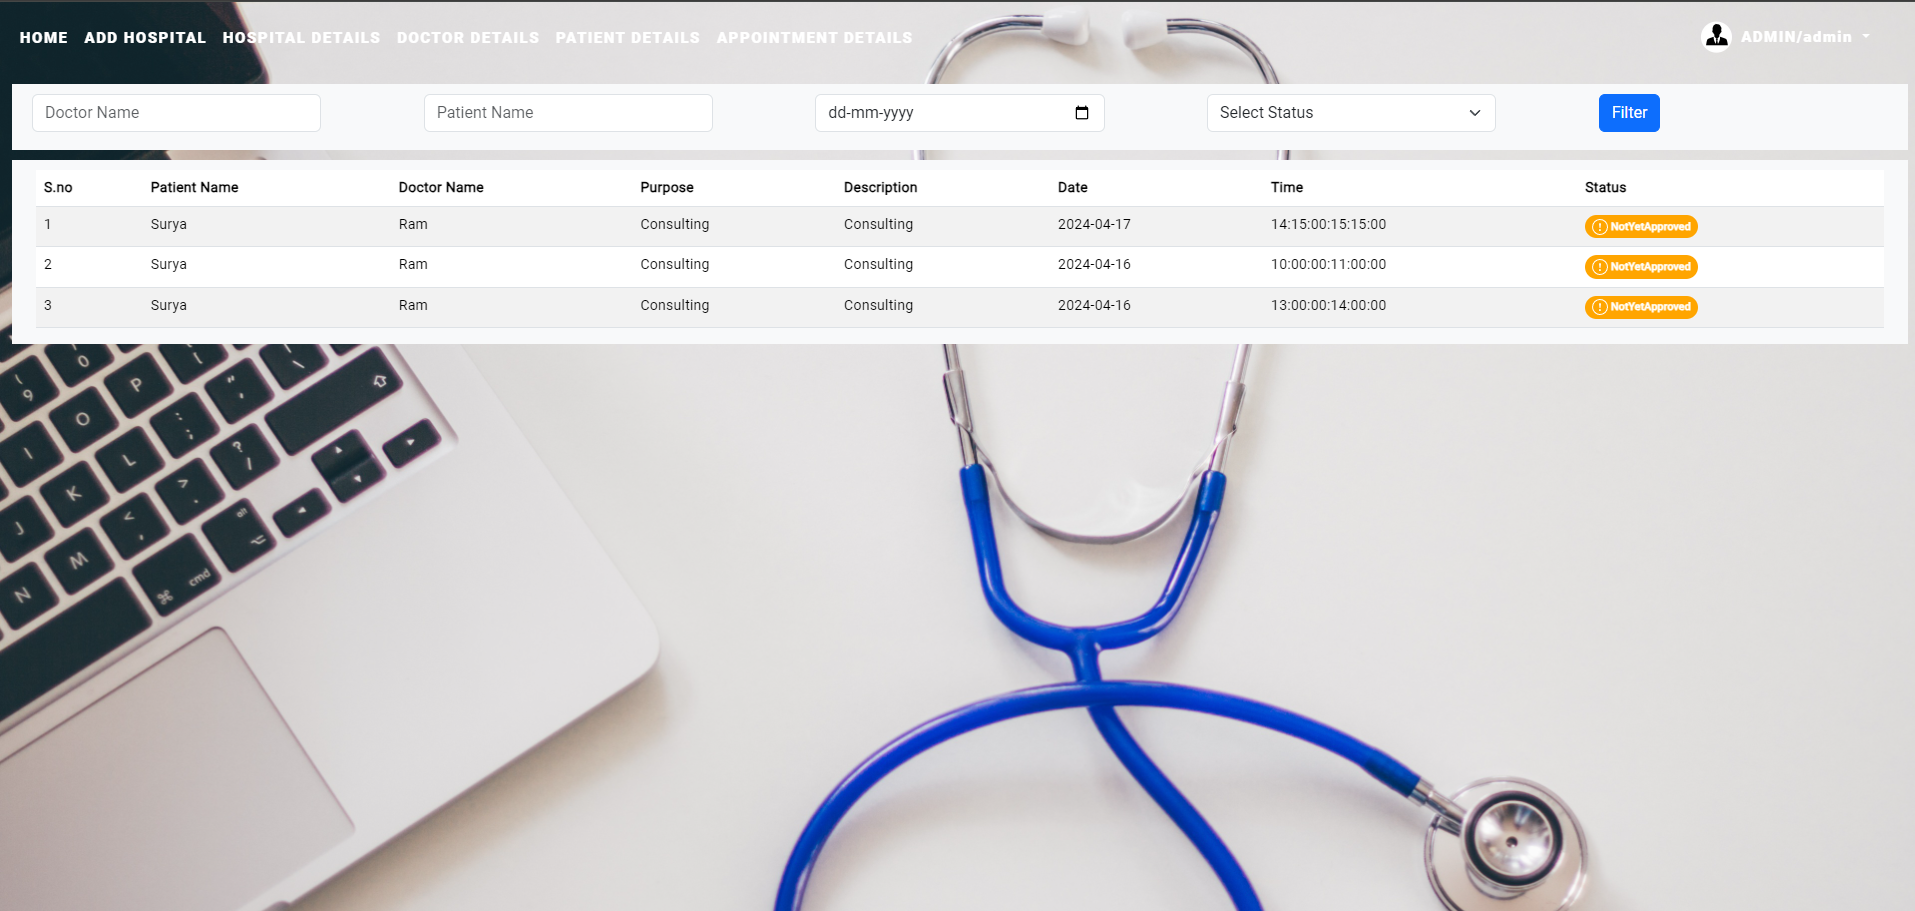 HOME ADD HOSPITAL HOSPITAL DETAILS DOCTOR DETAILS PATIENT DETAILS APPOINTMENT DETAILS ADMIN/admin
Doctor Name Patient Name dd-mm-yyyy Select Status Filter
S.no Patient Name Doctor Name Purpose Description Date Time Status
1 Surya Ram Consulting Consulting 2024-04-17 14:15:00:15:15:00 NotYetApproved
2 Surya Ram Consulting Consulting 2024-04-16 10:00:00:11:00:00 NotYetApproved
3 Surya Ram Consulting Consulting 2024-04-16 13:00:00:14:00:00 NotYetApproved
( 9
0
P
O
I
L
K
J
M
N
" '
: ;
? /
> .
< ,
alt
cmd